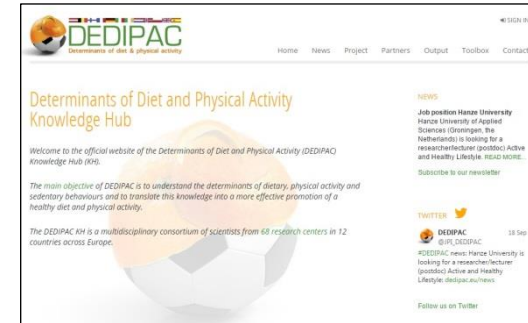 SIGN IN
DEDIPAC
Determinants of diet & physical activity
Home News Project Partners Output Toolbox Contact
Determinants of Diet and Physical Activity
Knowledge Hub
Welcome to the official website of the Determinants of Diet and Physical Activity (DEDIPAC)
Knowledge Hub (KH).
The main objective of DEDIPAC is to understand the determinants of dietary, physical activity and
sedentary behaviours and to translate this knowledge into a more effective promotion of a
healthy diet and physical activity.
The DEDIPAC KH is a multidisciplinary consortium of scientists from 68 research centers in 12
countries across Europe.
NEWS
Job position Hanze University
Hanze University of Applied
Sciences (Groningen, the
Netherlands) is looking for a
researcher/lecturer (postdoc) Active
and Healthy Lifestyle. READ MORE...
Subscribe to our newsletter
TWITTER
DEDIPAC 18 Sep
@JPI_DEDIPAC
#DEDIPAC news: Hanze University is
looking for a researcher/lecturer
(postdoc) Active and Healthy
Lifestyle: dedipac.eu/news
Follow us on Twitter